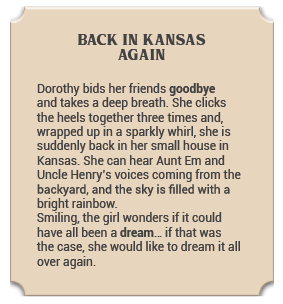 BACK IN KANSAS
AGAIN
Dorothy bids her friends goodbye
and takes a deep breath. She clicks
the heels together three times and,
wrapped up in a sparkly whirl, she is
suddenly back in her small house in
Kansas. She can hear Aunt Em and
Uncle Henry's voices coming from the
backyard, and the sky is filled with a
bright rainbow.
Smiling, the girl wonders if it could
have all been a dream... if that was
the case, she would like to dream it all
over again.